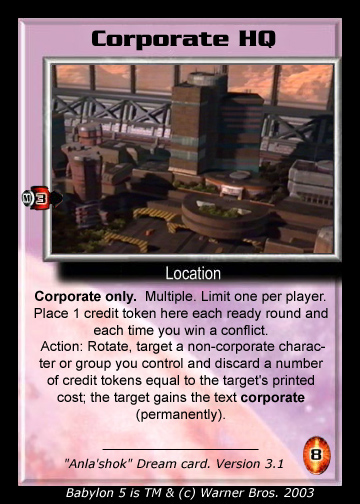 Corporate HQ
M 3
Location
Corporate only. Multiple. Limit one per player.
Place 1 credit token here each ready round and
each time you win a conflict.
Action: Rotate, target a non-corporate charac-
ter or group you control and discard a number
of credit tokens equal to the target's printed
cost; the target gains the text corporate
(permanently).
8
"Anla'shok" Dream card. Version 3.1
Babylon 5 is TM & (c) Warner Bros. 2003